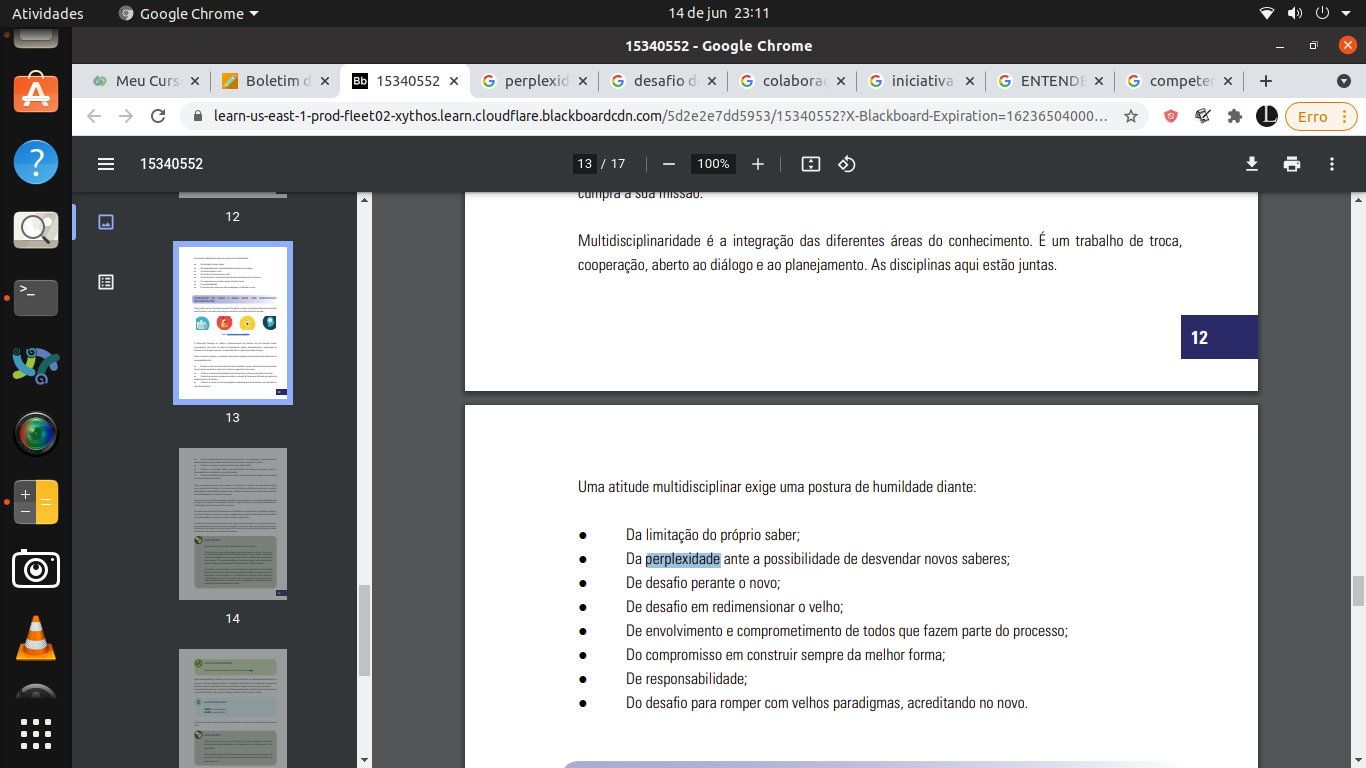 Atividades
Google Chrome
14 de jun 23:11
15340552 - Google Chrome
Meu Curs
Boletim d
15340552
perplexid
desafio d
colaboraç
iniciativa
ENTENDE
competen
learn-us-east-1-prod-fleet02-xythos.learn.cloudflare.blackboardcdn.com/5d2e2e7dd5953/15340552?X-Blackboard-Expiration=16236504000...
Erro
15340552
13 / 17
100%
12
13
14
cumpra a sua missão.
Multidisciplinaridade é a integração das diferentes áreas do conhecimento. É um trabalho de troca,
cooperação, aberto ao diálogo e ao planejamento. As disciplinas aqui estão juntas.
12
Uma atitude multidisciplinar exige uma postura de humildade diante:
● Da limitação do próprio saber;
● Da perplexidade ante a possibilidade de desvendar novos saberes;
● De desafio perante o novo;
● De desafio em redimensionar o velho;
● De envolvimento e comprometimento de todos que fazem parte do processo;
● Do compromisso em construir sempre da melhor forma;
● De responsabilidade;
● Do desafio para romper com velhos paradigmas, acreditando no novo.